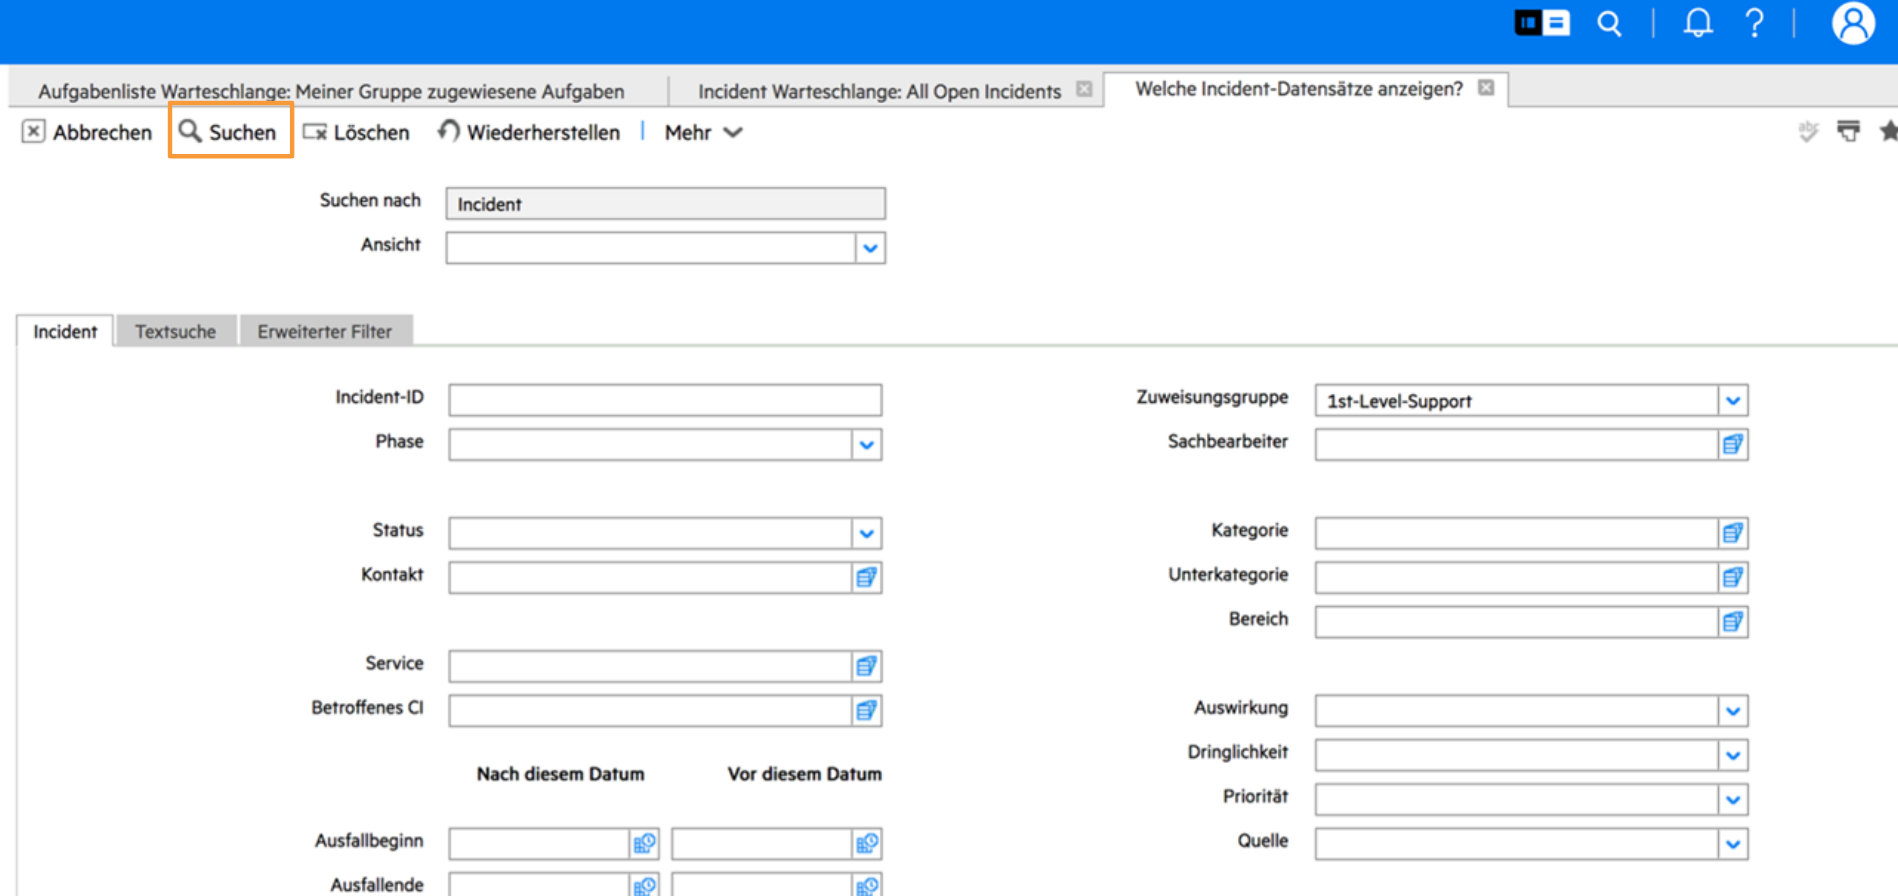 Aufgabenliste Warteschlange: Meiner Gruppe zugewiesene Aufgaben
Incident Warteschlange: All Open Incidents
Welche Incident-Datensätze anzeigen?
Abbrechen Suchen Löschen Wiederherstellen Mehr
abc
Suchen nach Incident
Ansicht
Incident Textsuche Erweiterter Filter
Incident-ID
Zuweisungsgruppe 1st-Level-Support
Phase
Sachbearbeiter
Status
Kategorie
Kontakt
Unterkategorie
Bereich
Service
Betroffenes CI
Auswirkung
Dringlichkeit
Nach diesem Datum Vor diesem Datum
Priorität
Ausfallbeginn
Quelle
Ausfallende